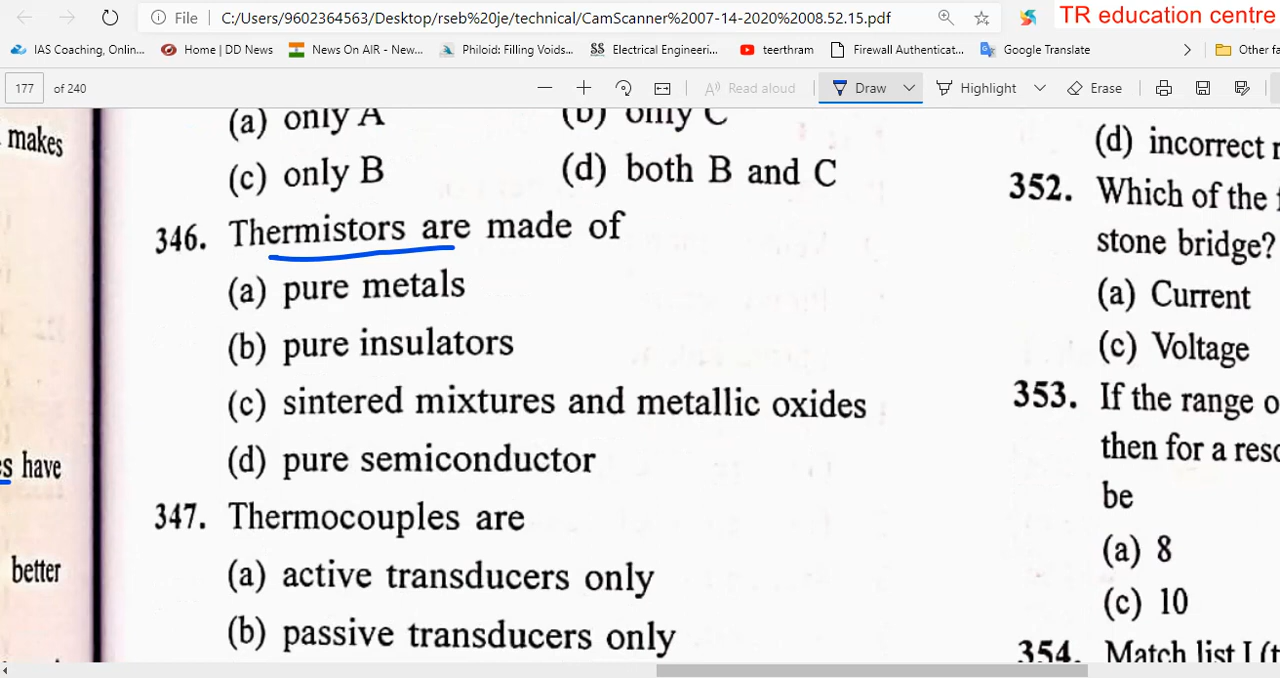 File
C:/Users/9602364563/Desktop/rseb%20je/technical/CamScanner%2007-14-2020%2008.52.15.pdf
TR education centre
IAS Coaching, Onlin...
Home | DD News
News On AIR - New...
Philoid: Filling Voids...
Electrical Engineeri...
teerthram
Firewall Authenticat...
Google Translate
Other fa
177 of 240
Read aloud
Draw
Highlight
Erase
makes
s have
better
(a) only A
(b) only C
(c) only B
(d) both B and C
346. Thermistors are made of
(a) pure metals
(b) pure insulators
(c) sintered mixtures and metallic oxides
(d) pure semiconductor
347. Thermocouples are
(a) active transducers only
(b) passive transducers only
(d) incorrect
352. Which of the
stone bridge?
(a) Current
(c) Voltage
353. If the range o
then for a reso
be
(a) 8
(c) 10
354. Match list I (t